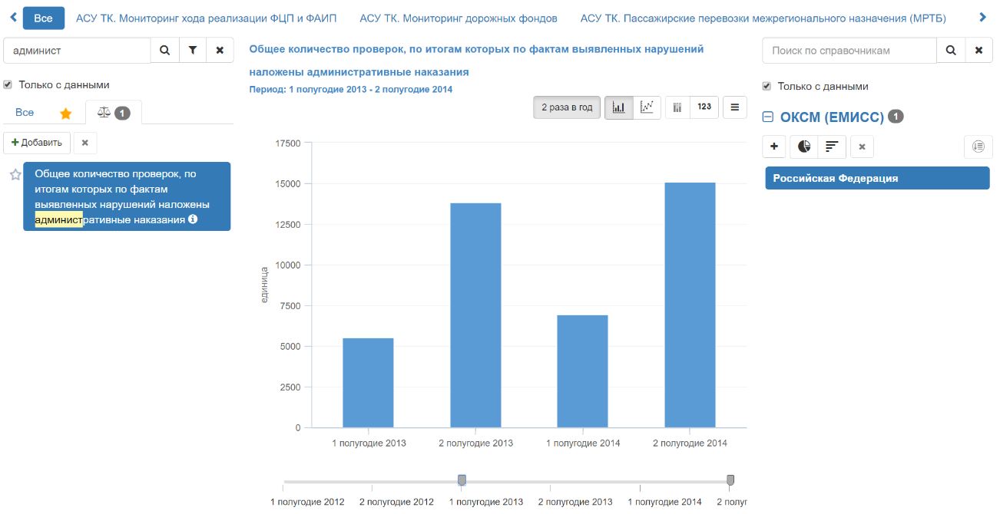 Все
АСУ ТК. Мониторинг хода реализации ФЦП и ФАИП
АСУ ТК. Мониторинг дорожных фондов
АСУ ТК. Пассажирские перевозки межрегионального назначения (МРТБ)
админист
Только с данными
Все
1
Добавить
Общее количество проверок, по
итогам которых по фактам
выявленных нарушений наложены
административные наказания
Общее количество проверок, по итогам которых по фактам выявленных нарушений
наложены административные наказания
Период: 1 полугодие 2013 - 2 полугодие 2014
2 раза в год
123
единица
17500
15000
12500
10000
7500
5000
2500
0
1 полугодие 2013
2 полугодие 2013
1 полугодие 2014
2 полугодие 2014
1 полугодие 2012
2 полугодие 2012
1 полугодие 2013
2 полугодие 2013
1 полугодие 2014
2 полуг
Поиск по справочникам
Только с данными
ОКСМ (ЕМИСС) 1
Российская Федерация